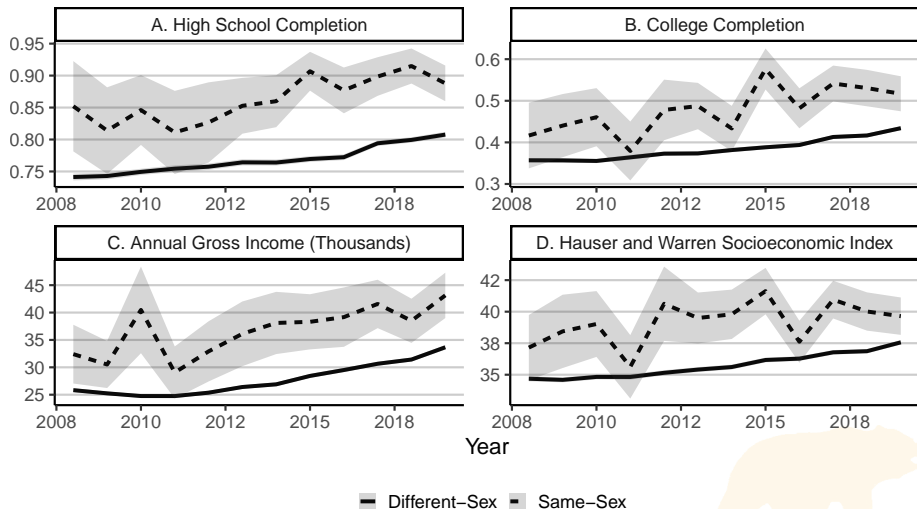 A. High School Completion
0.95
0.90
0.85
0.80
0.75
2008 2010 2012 2015 2018
B. College Completion
0.6
0.5
0.4
0.3
2008 2010 2012 2015 2018
C. Annual Gross Income (Thousands)
45
40
35
30
25
2008 2010 2012 2015 2018
D. Hauser and Warren Socioeconomic Index
42
40
38
35
2008 2010 2012 2015 2018
Year
Different−Sex Same−Sex